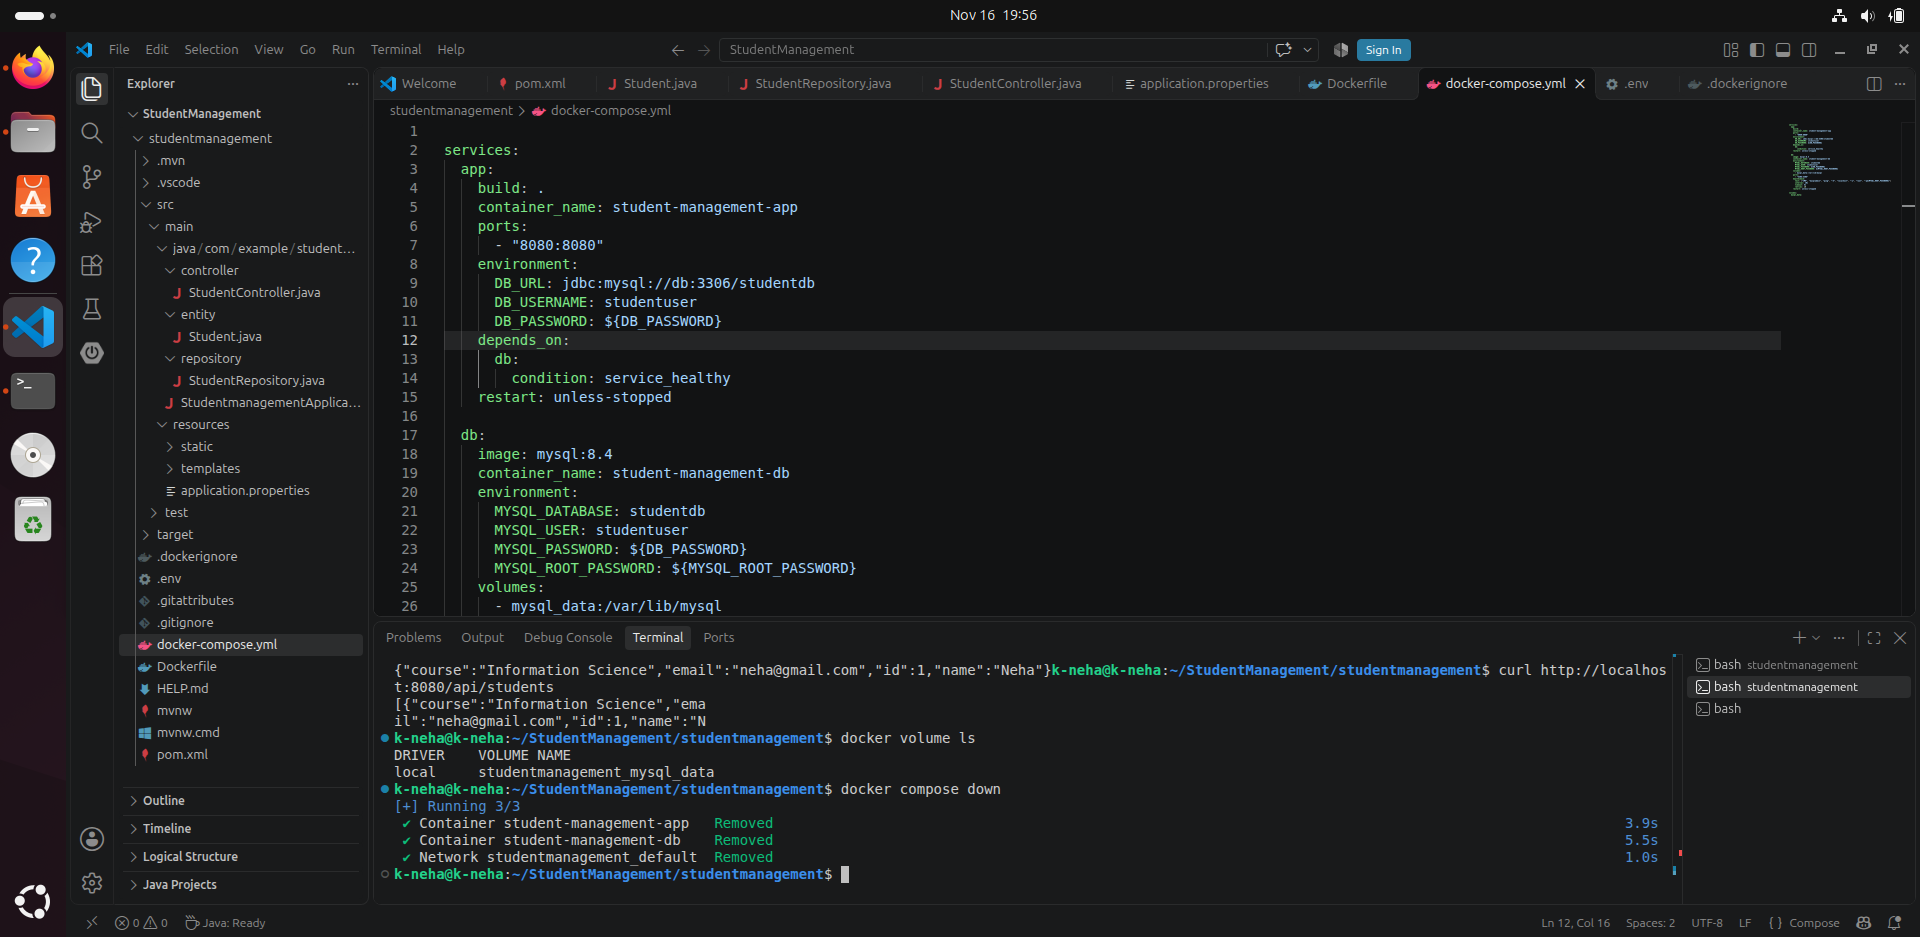 Nov 16 19:56
File Edit Selection View Go Run Terminal Help
StudentManagement
Sign In
Explorer
StudentManagement
studentmanagement
.mvn
.vscode
src
main
java/com/example/student...
controller
StudentController.java
entity
Student.java
repository
StudentRepository.java
StudentmanagementApplica...
resources
static
templates
application.properties
test
target
.dockerignore
.env
.gitattributes
.gitignore
docker-compose.yml
Dockerfile
HELP.md
mvnw
mvnw.cmd
pom.xml
Outline
Timeline
Logical Structure
Java Projects
Welcome pom.xml Student.java StudentRepository.java StudentController.java application.properties Dockerfile docker-compose.yml .env .dockerignore
studentmanagement > docker-compose.yml
1
2 services:
3 app:
4 build: .
5 container_name: student-management-app
6 ports:
7 - "8080:8080"
8 environment:
9 DB_URL: jdbc:mysql://db:3306/studentdb
10 DB_USERNAME: studentuser
11 DB_PASSWORD: ${DB_PASSWORD}
12 depends_on:
13 db:
14 condition: service_healthy
15 restart: unless-stopped
16
17 db:
18 image: mysql:8.4
19 container_name: student-management-db
20 environment:
21 MYSQL_DATABASE: studentdb
22 MYSQL_USER: studentuser
23 MYSQL_PASSWORD: ${DB_PASSWORD}
24 MYSQL_ROOT_PASSWORD: ${MYSQL_ROOT_PASSWORD}
25 volumes:
26 - mysql_data:/var/lib/mysql
Problems Output Debug Console Terminal Ports
{"course":"Information Science","email":"neha@gmail.com","id":1,"name":"Neha"}k-neha@k-neha:~/StudentManagement/studentmanagement$ curl http://localhos
t:8080/api/students
[{"course":"Information Science","ema
il":"neha@gmail.com","id":1,"name":"N
k-neha@k-neha:~/StudentManagement/studentmanagement$ docker volume ls
DRIVER VOLUME NAME
local studentmanagement_mysql_data
k-neha@k-neha:~/StudentManagement/studentmanagement$ docker compose down
[+] Running 3/3
✔ Container student-management-app Removed 3.9s
✔ Container student-management-db Removed 5.5s
✔ Network studentmanagement_default Removed 1.0s
k-neha@k-neha:~/StudentManagement/studentmanagement$
bash studentmanagement
bash studentmanagement
bash
0 0 Java: Ready
Ln 12, Col 16 Spaces: 2 UTF-8 LF {} Compose